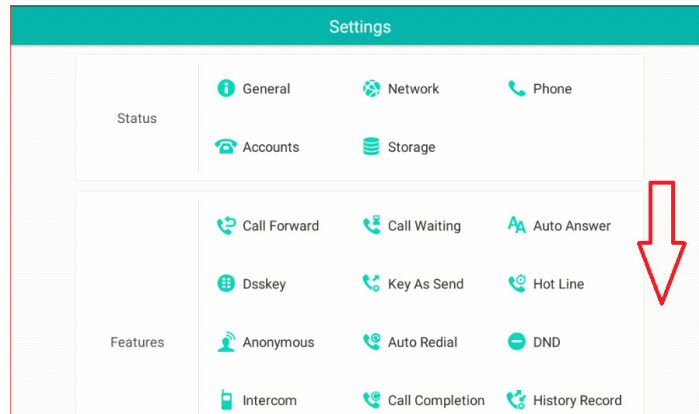 Settings
Status
General Network Phone
Accounts Storage
Features
Call Forward Call Waiting AA Auto Answer
Dsskey Key As Send Hot Line
Anonymous Auto Redial DND
Intercom Call Completion History Record